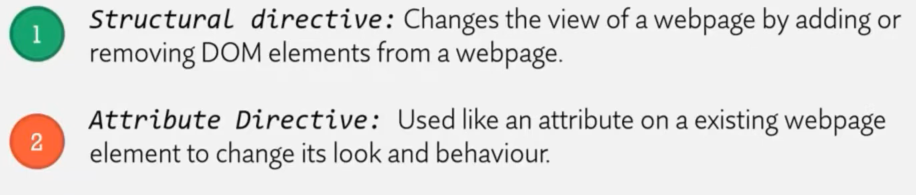 1 Structural directive: Changes the view of a webpage by adding or
removing DOM elements from a webpage.
2 Attribute Directive: Used like an attribute on a existing webpage
element to change its look and behaviour.